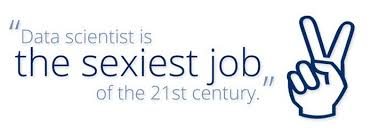 "Data scientist is
the sexiest job
of the 21st century."